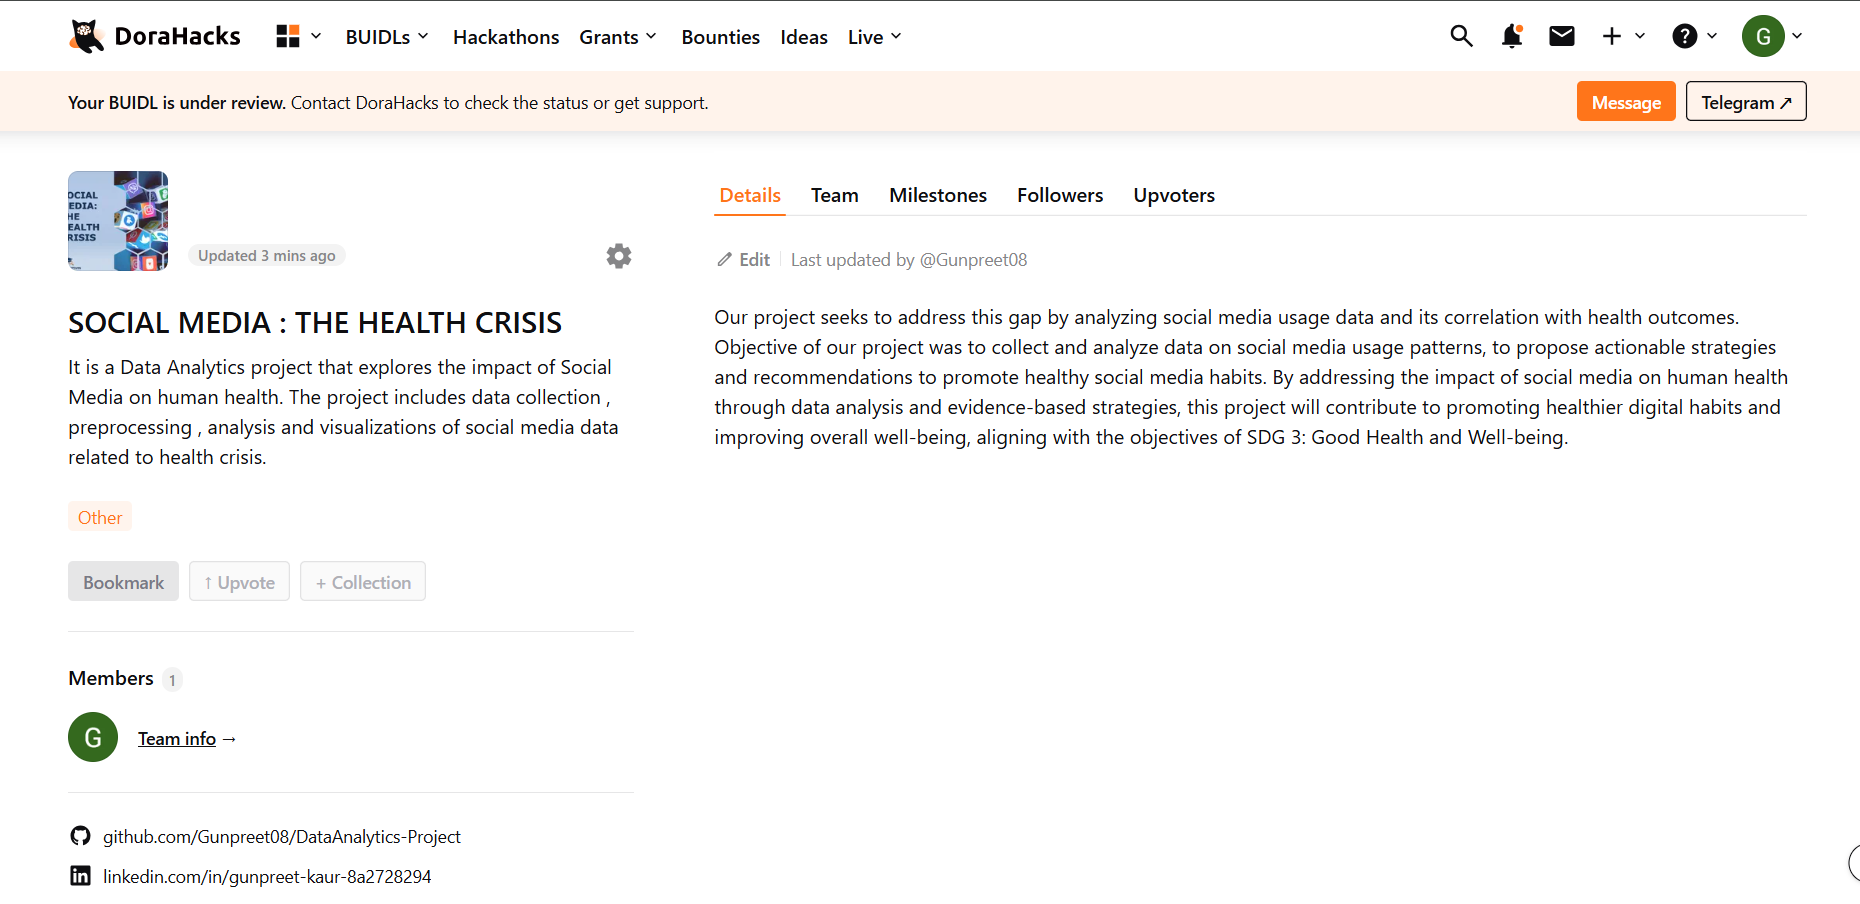 DoraHacks
BUIDLs
Hackathons
Grants
Bounties
Ideas
Live
G
Your BUIDL is under review. Contact DoraHacks to check the status or get support.
Message
Telegram ↗
OCIAL
EDIA:
HE
EALTH
RISIS
Updated 3 mins ago
SOCIAL MEDIA : THE HEALTH CRISIS
It is a Data Analytics project that explores the impact of Social
Media on human health. The project includes data collection ,
preprocessing , analysis and visualizations of social media data
related to health crisis.
Other
Bookmark
↑ Upvote
+ Collection
Members 1
G
Team info →
github.com/Gunpreet08/DataAnalytics-Project
linkedin.com/in/gunpreet-kaur-8a2728294
Details
Team
Milestones
Followers
Upvoters
Edit
Last updated by @Gunpreet08
Our project seeks to address this gap by analyzing social media usage data and its correlation with health outcomes.
Objective of our project was to collect and analyze data on social media usage patterns, to propose actionable strategies
and recommendations to promote healthy social media habits. By addressing the impact of social media on human health
through data analysis and evidence-based strategies, this project will contribute to promoting healthier digital habits and
improving overall well-being, aligning with the objectives of SDG 3: Good Health and Well-being.